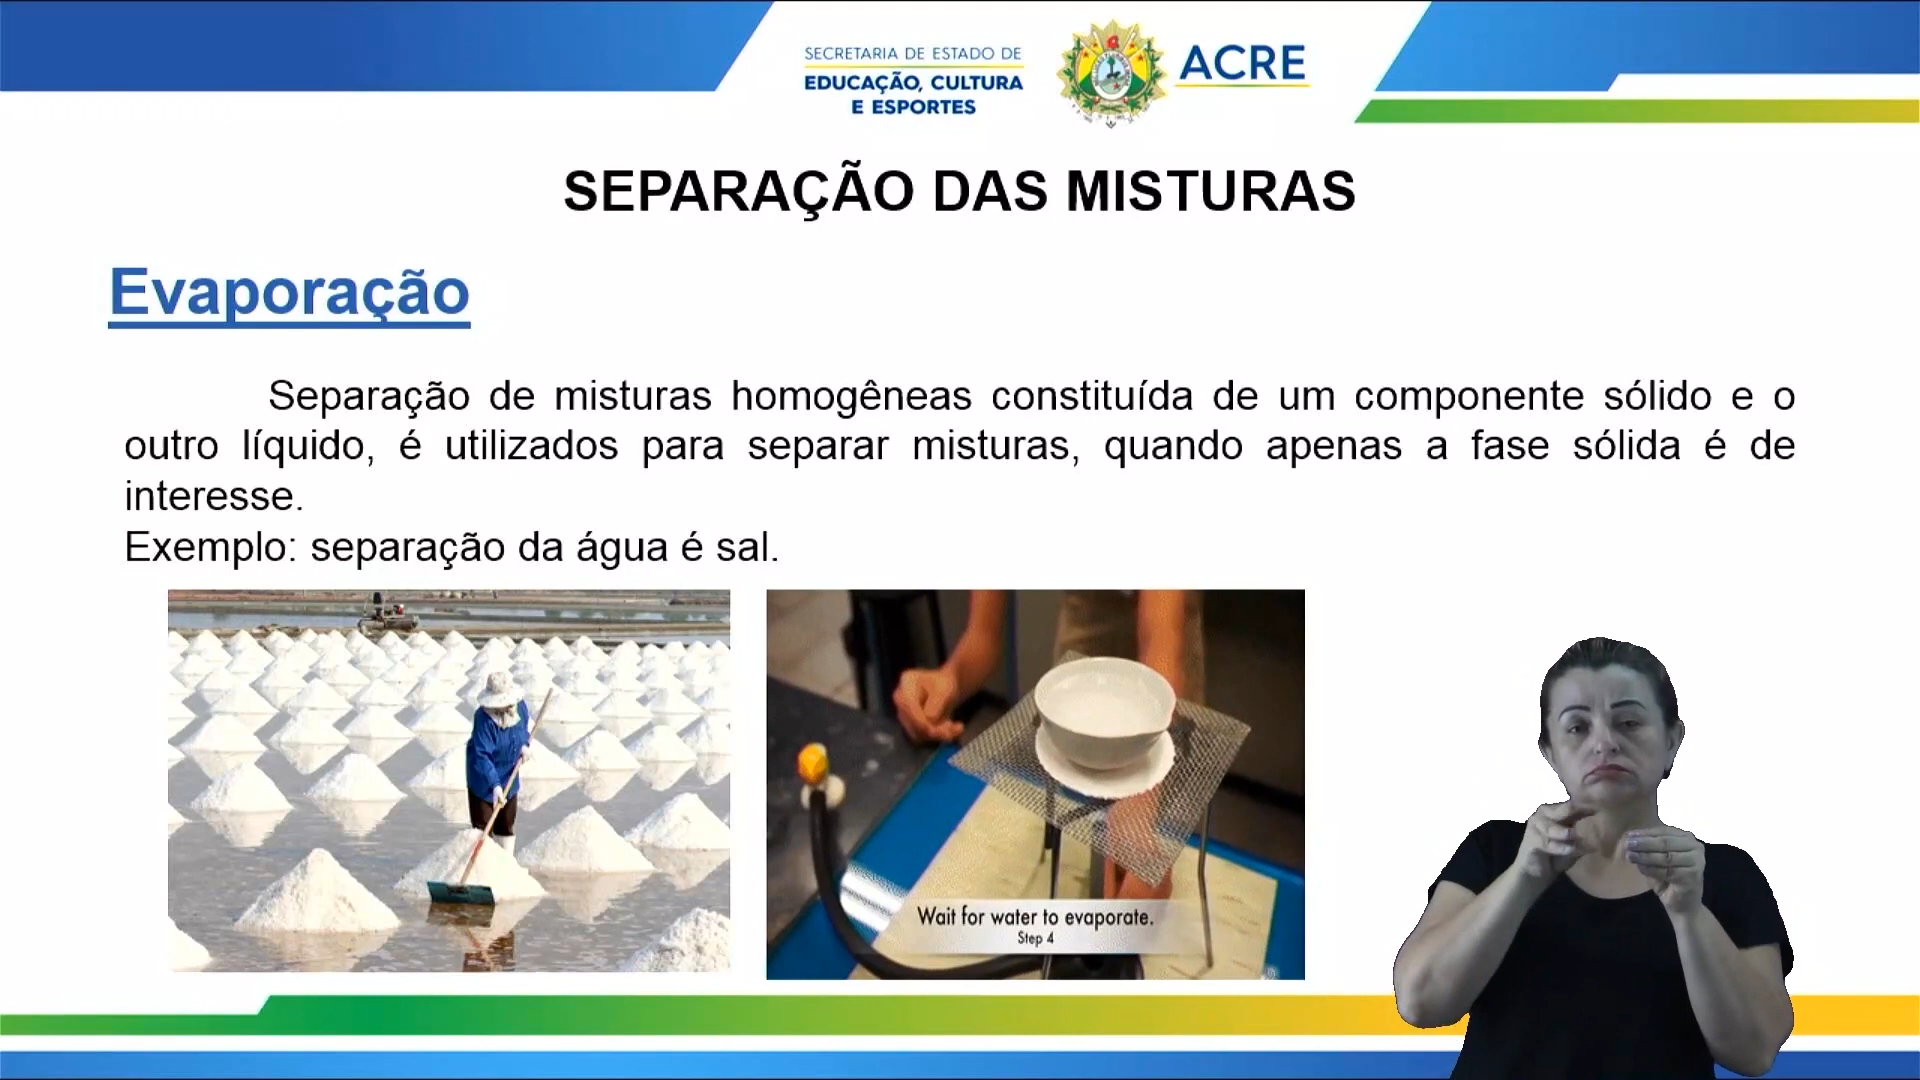 SECRETARIA DE ESTADO DE
EDUCAÇÃO, CULTURA
E ESPORTES
ACRE
SEPARAÇÃO DAS MISTURAS
Evaporação
Separação de misturas homogêneas constituída de um componente sólido e o
outro líquido, é utilizados para separar misturas, quando apenas a fase sólida é de
interesse.
Exemplo: separação da água é sal.
Wait for water to evaporate.
Step 4